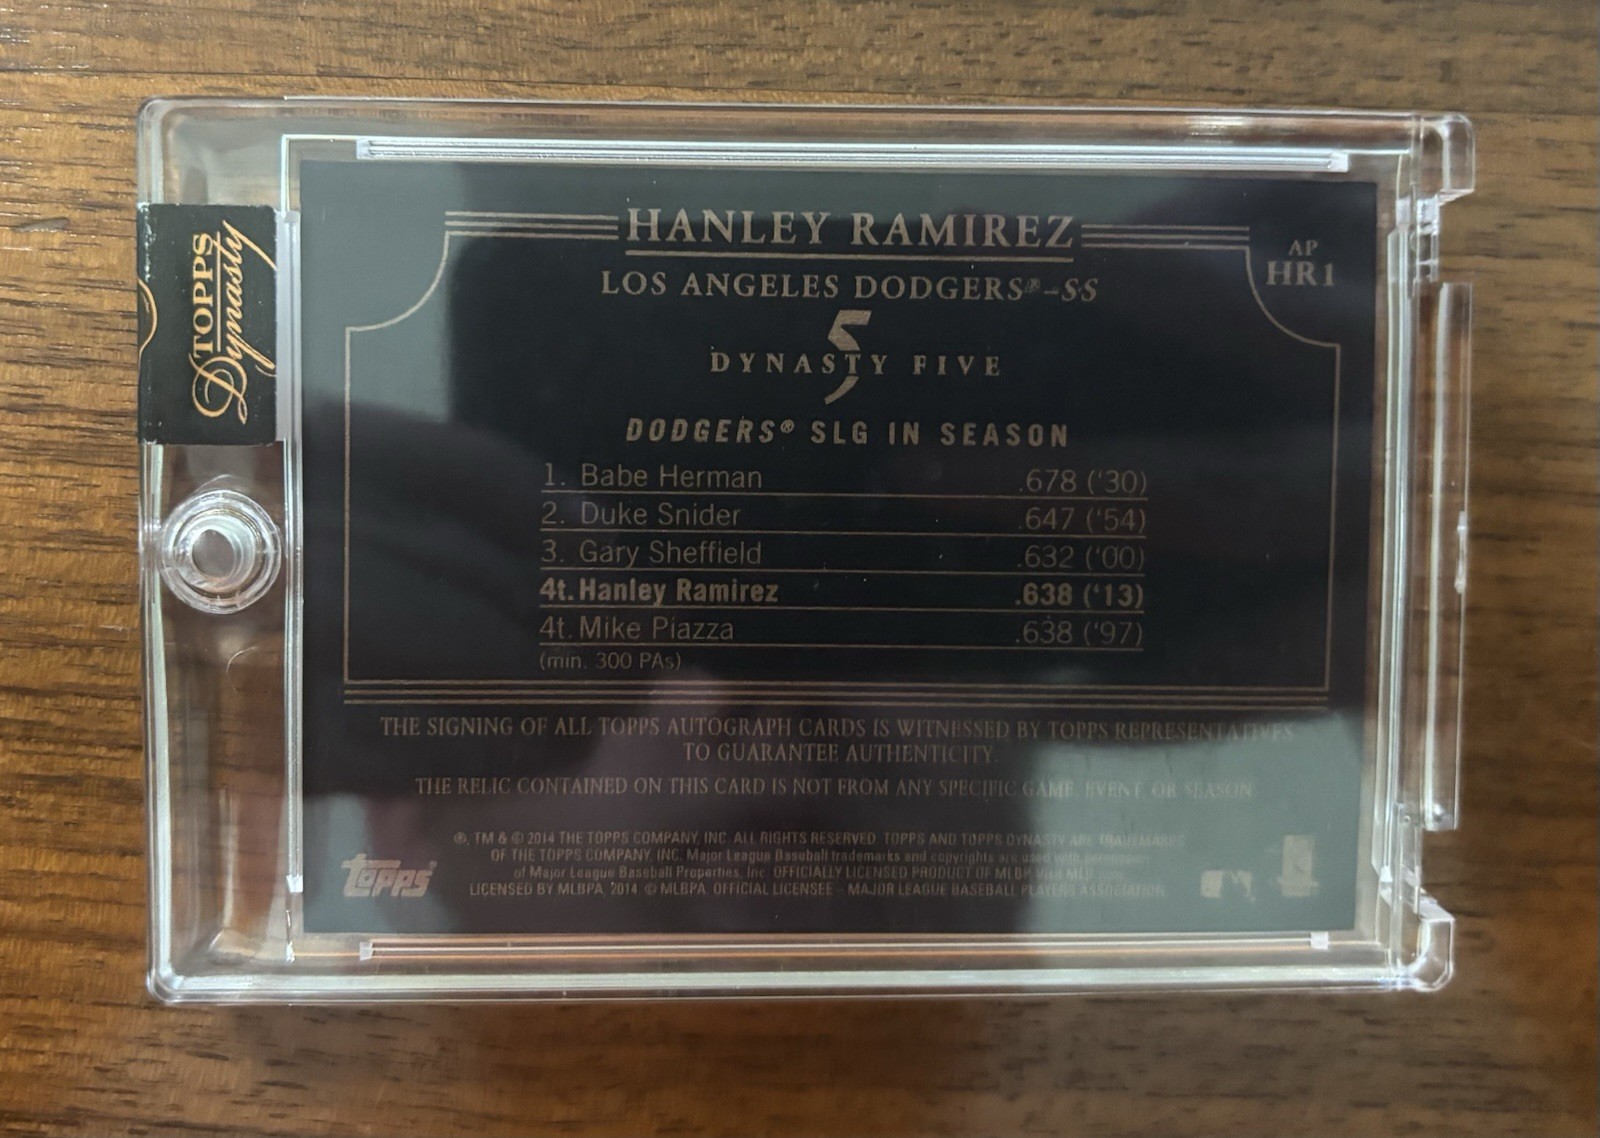 TOPPS
Dynasty
HANLEY RAMIREZ
AP
HR1
LOS ANGELES DODGERS®-SS
5
DYNASTY FIVE
DODGERS® SLG IN SEASON
1. Babe Herman .678 ('30)
2. Duke Snider .647 ('54)
3. Gary Sheffield .632 ('00)
4t. Hanley Ramirez .638 ('13)
4t. Mike Piazza .638 ('97)
(min. 300 PAs)
THE SIGNING OF ALL TOPPS AUTOGRAPH CARDS IS WITNESSED BY TOPPS REPRESENTATIVES
TO GUARANTEE AUTHENTICITY.
THE RELIC CONTAINED ON THIS CARD IS NOT FROM ANY SPECIFIC GAME, EVENT, OR SEASON
®, TM & © 2014 THE TOPPS COMPANY, INC. ALL RIGHTS RESERVED. TOPPS AND TOPPS DYNASTY ARE TRADEMARKS
OF THE TOPPS COMPANY, INC. Major League Baseball trademarks and copyrights are used with permission
of Major League Baseball Properties, Inc. OFFICIALLY LICENSED PRODUCT OF MLBP Visit MLB
LICENSED BY MLBPA, 2014 © MLBPA. OFFICIAL LICENSEE - MAJOR LEAGUE BASEBALL PLAYERS ASSOCIATION
topps®